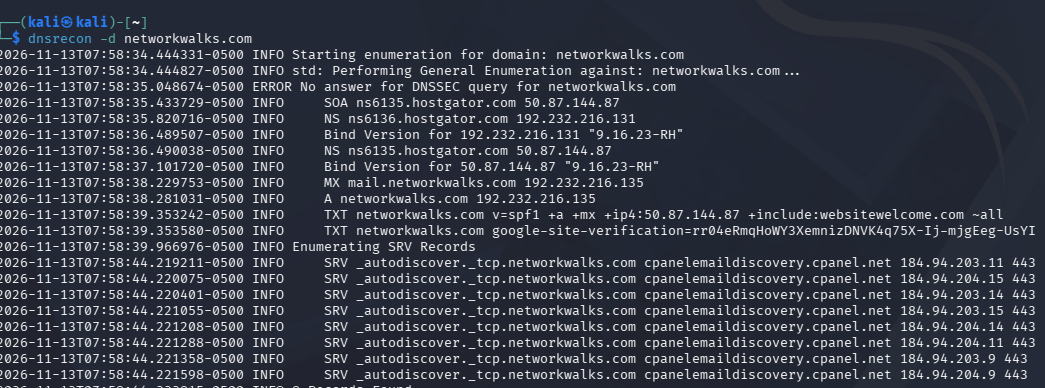 ┌──(kali㉿kali)-[~]
└─$ dnsrecon -d networkwalks.com
2026-11-13T07:58:34.444331-0500 INFO Starting enumeration for domain: networkwalks.com
2026-11-13T07:58:34.444827-0500 INFO std: Performing General Enumeration against: networkwalks.com...
2026-11-13T07:58:35.048674-0500 ERROR No answer for DNSSEC query for networkwalks.com
2026-11-13T07:58:35.433729-0500 INFO SOA ns6135.hostgator.com 50.87.144.87
2026-11-13T07:58:35.820716-0500 INFO NS ns6136.hostgator.com 192.232.216.131
2026-11-13T07:58:36.489507-0500 INFO Bind Version for 192.232.216.131 "9.16.23-RH"
2026-11-13T07:58:36.490038-0500 INFO NS ns6135.hostgator.com 50.87.144.87
2026-11-13T07:58:37.101720-0500 INFO Bind Version for 50.87.144.87 "9.16.23-RH"
2026-11-13T07:58:38.229753-0500 INFO MX mail.networkwalks.com 192.232.216.135
2026-11-13T07:58:38.281031-0500 INFO A networkwalks.com 192.232.216.135
2026-11-13T07:58:39.353242-0500 INFO TXT networkwalks.com v=spf1 +a +mx +ip4:50.87.144.87 +include:websitewelcome.com ~all
2026-11-13T07:58:39.353580-0500 INFO TXT networkwalks.com google-site-verification=rr04eRmqHoWY3XemnizDNVK4q75X-Ij-mjgEeg-UsYI
2026-11-13T07:58:39.966976-0500 INFO Enumerating SRV Records
2026-11-13T07:58:44.219211-0500 INFO SRV _autodiscover._tcp.networkwalks.com cpanelemaildiscovery.cpanel.net 184.94.203.11 443
2026-11-13T07:58:44.220075-0500 INFO SRV _autodiscover._tcp.networkwalks.com cpanelemaildiscovery.cpanel.net 184.94.204.15 443
2026-11-13T07:58:44.220401-0500 INFO SRV _autodiscover._tcp.networkwalks.com cpanelemaildiscovery.cpanel.net 184.94.203.14 443
2026-11-13T07:58:44.221055-0500 INFO SRV _autodiscover._tcp.networkwalks.com cpanelemaildiscovery.cpanel.net 184.94.203.15 443
2026-11-13T07:58:44.221208-0500 INFO SRV _autodiscover._tcp.networkwalks.com cpanelemaildiscovery.cpanel.net 184.94.204.14 443
2026-11-13T07:58:44.221288-0500 INFO SRV _autodiscover._tcp.networkwalks.com cpanelemaildiscovery.cpanel.net 184.94.204.11 443
2026-11-13T07:58:44.221358-0500 INFO SRV _autodiscover._tcp.networkwalks.com cpanelemaildiscovery.cpanel.net 184.94.203.9 443
2026-11-13T07:58:44.221598-0500 INFO SRV _autodiscover._tcp.networkwalks.com cpanelemaildiscovery.cpanel.net 184.94.204.9 443